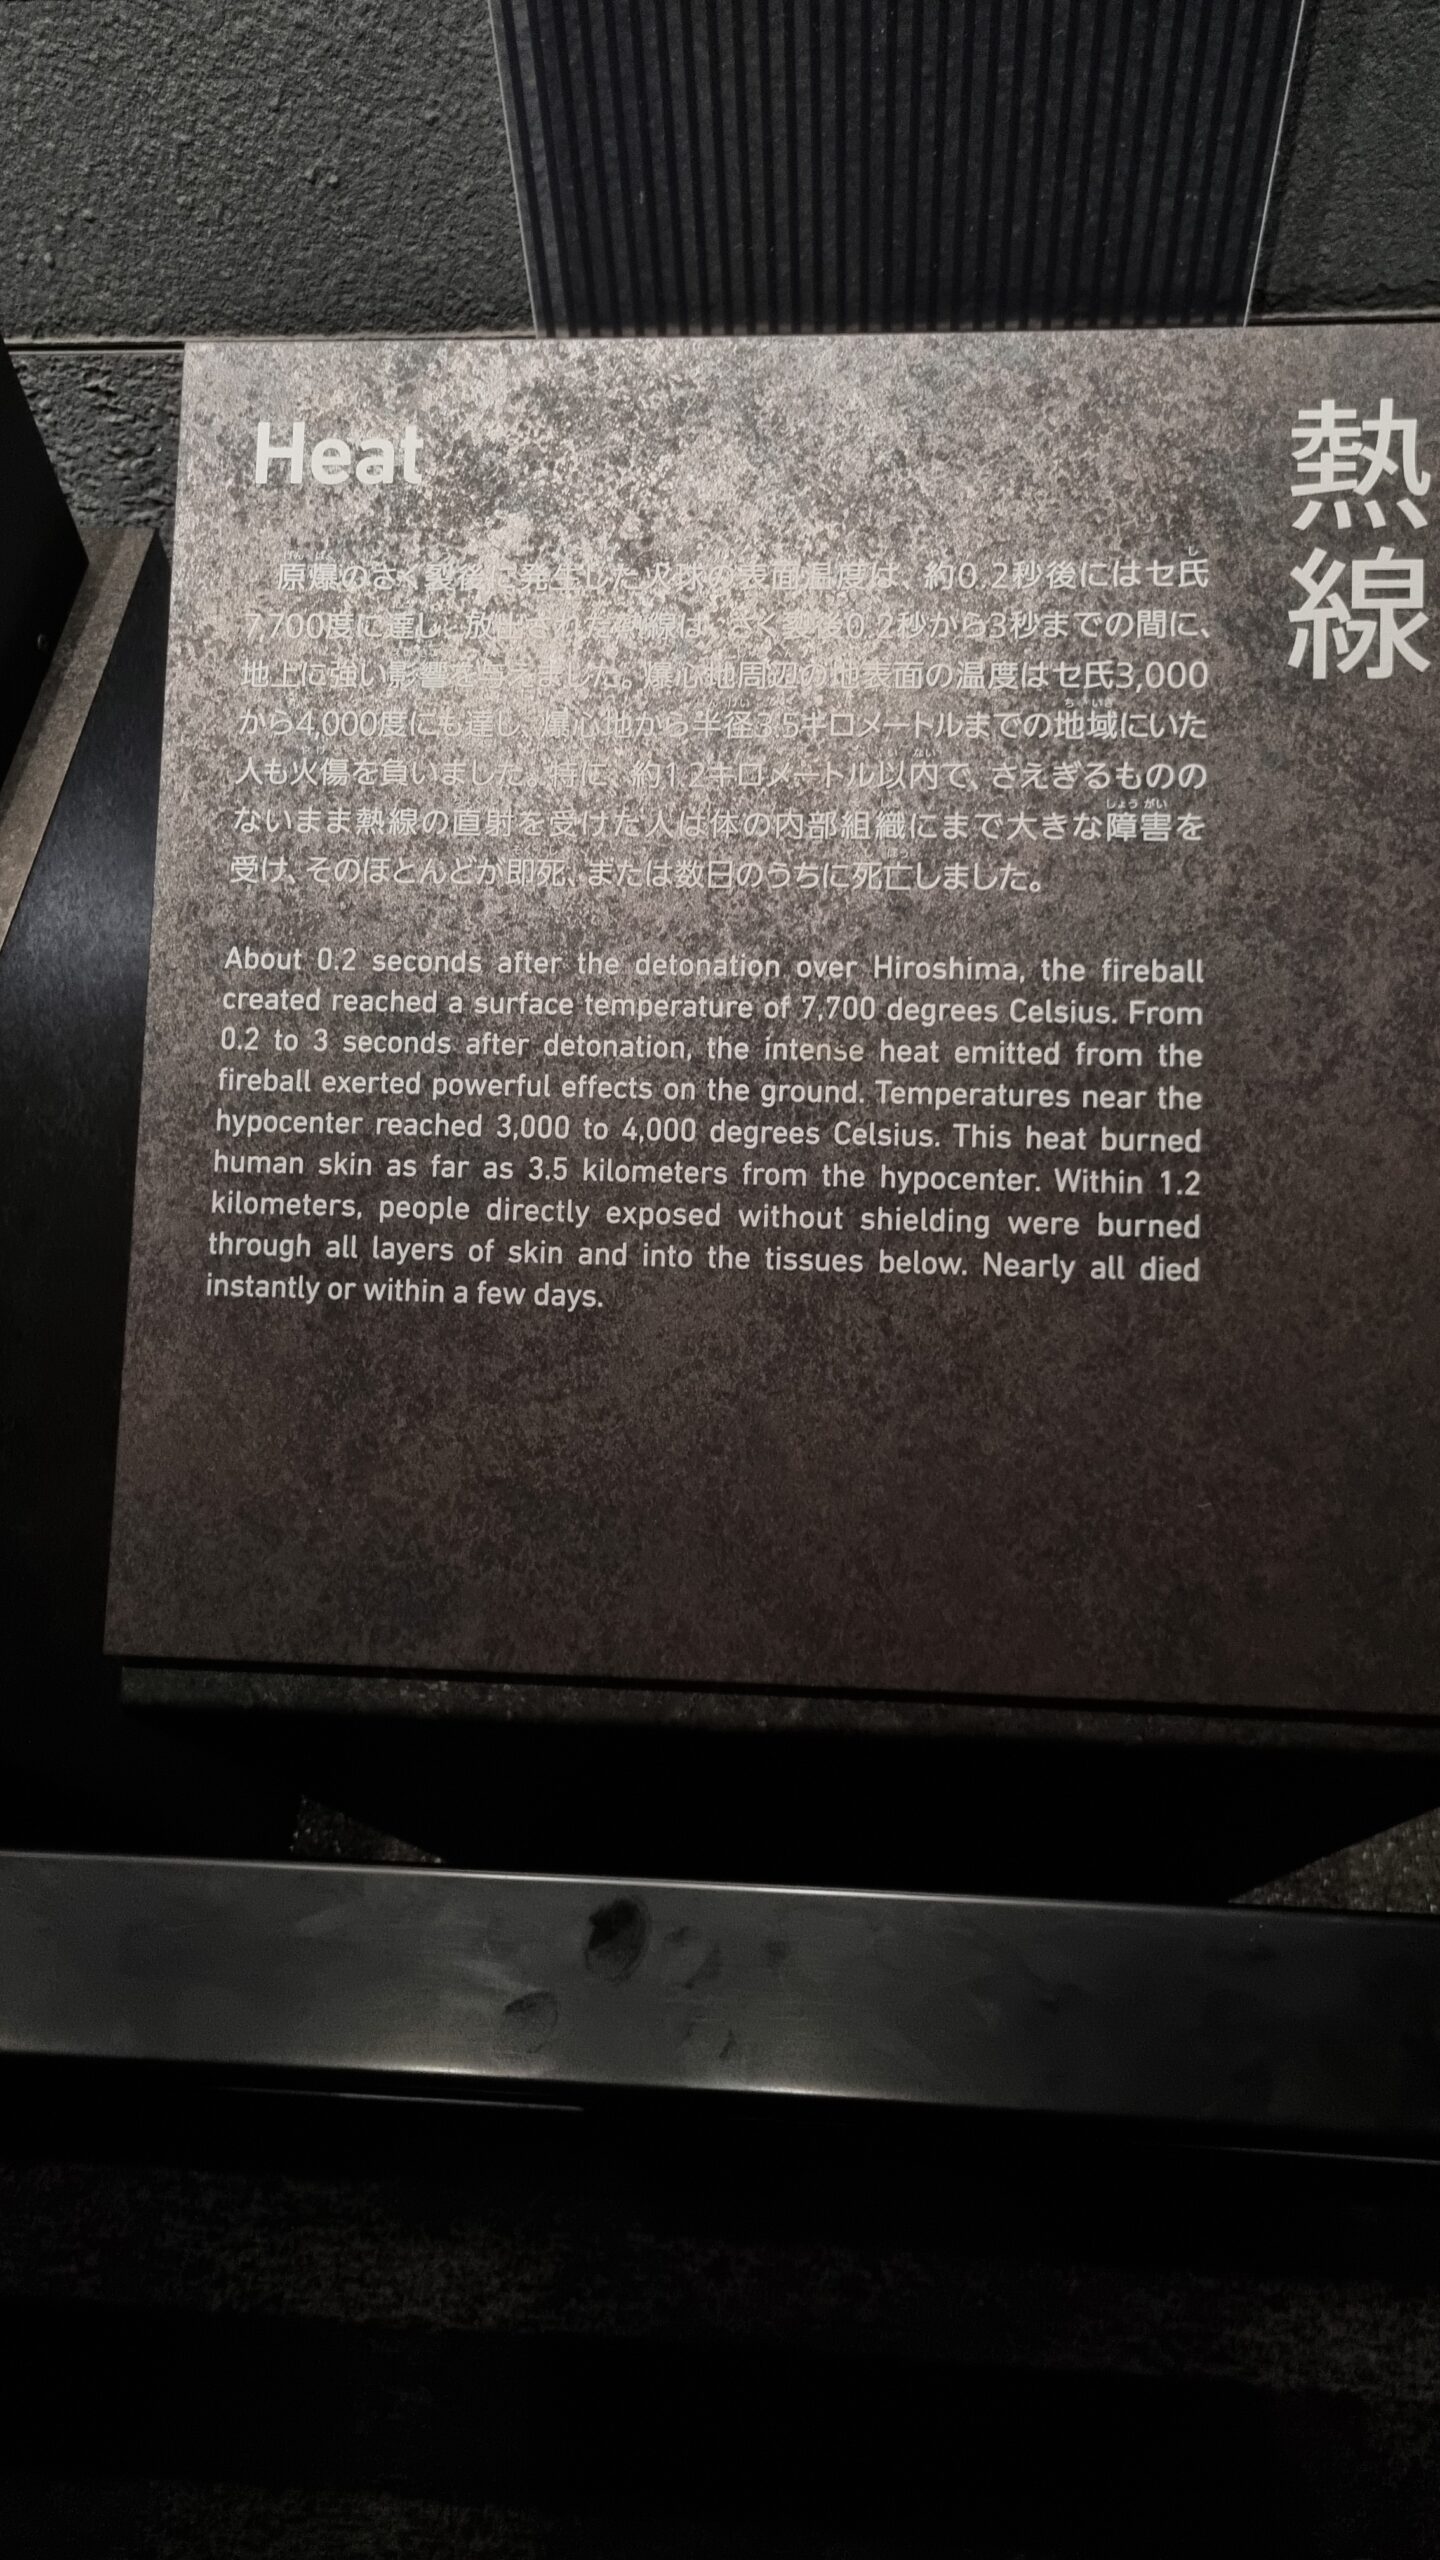 Heat
熱線
原爆のさく裂後に発生した火球の表面温度は、約0.2秒後にはセ氏
7,700度に達し、放出された熱線は、さく裂後0.2秒から3秒までの間に、
地上に強い影響を与えました。爆心地周辺の地表面の温度はセ氏3,000
から4,000度にも達し、爆心地から半径3.5キロメートルまでの地域にいた
人も火傷を負いました。特に、約1.2キロメートル以内で、さえぎるものの
ないまま熱線の直射を受けた人は体の内部組織にまで大きな障害を
受け、そのほとんどが即死、または数日のうちに死亡しました。
About 0.2 seconds after the detonation over Hiroshima, the fireball
created reached a surface temperature of 7,700 degrees Celsius. From
0.2 to 3 seconds after detonation, the intense heat emitted from the
fireball exerted powerful effects on the ground. Temperatures near the
hypocenter reached 3,000 to 4,000 degrees Celsius. This heat burned
human skin as far as 3.5 kilometers from the hypocenter. Within 1.2
kilometers, people directly exposed without shielding were burned
through all layers of skin and into the tissues below. Nearly all died
instantly or within a few days.